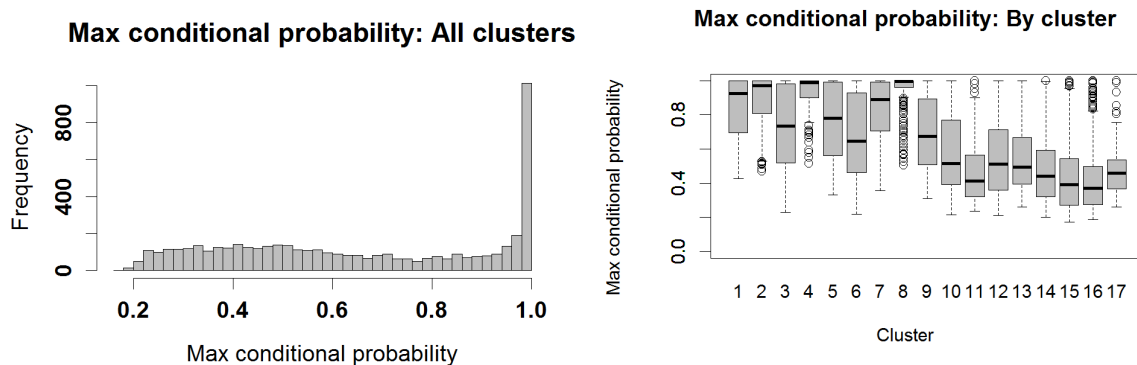 Max conditional probability: All clusters
Frequency
0 400 800
0.2 0.4 0.6 0.8 1.0
Max conditional probability
Max conditional probability: By cluster
Max conditional probability
0.0 0.4 0.8
1 2 3 4 5 6 7 8 9 10 11 12 13 14 15 16 17
Cluster